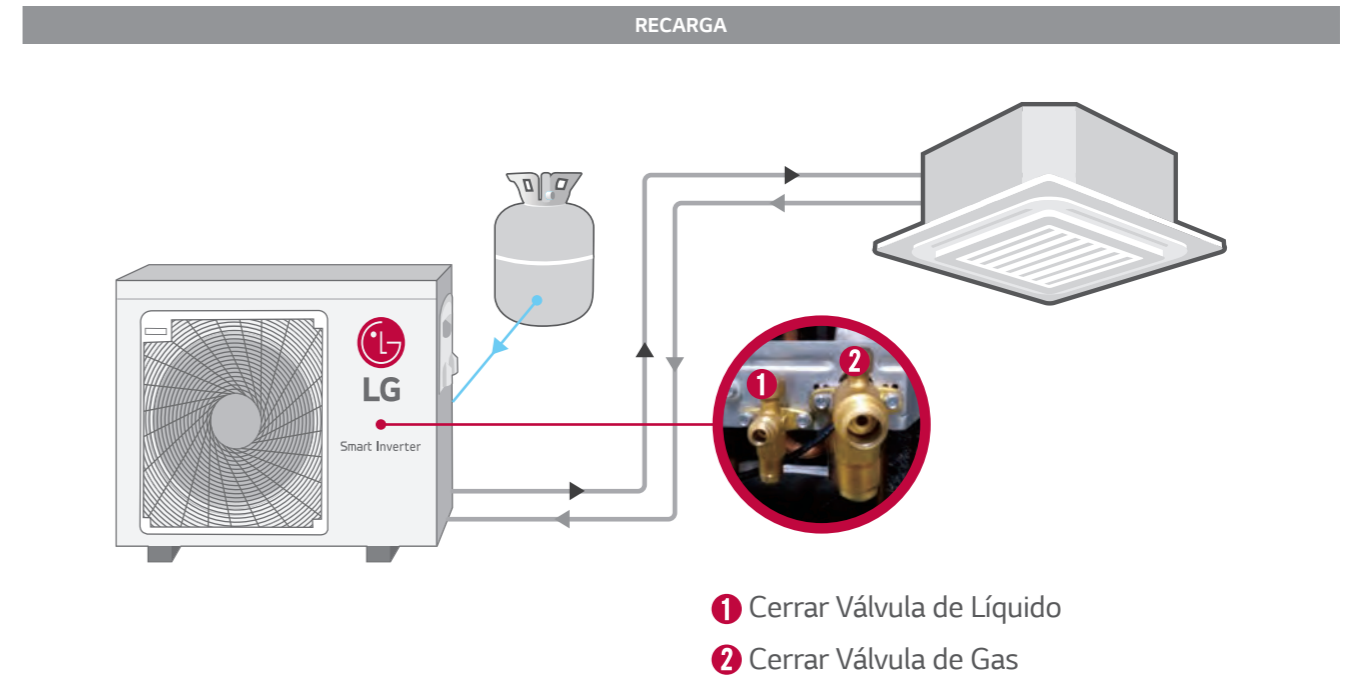 RECARGA
LG
Smart Inverter
1
2
1 Cerrar Válvula de Líquido
2 Cerrar Válvula de Gas